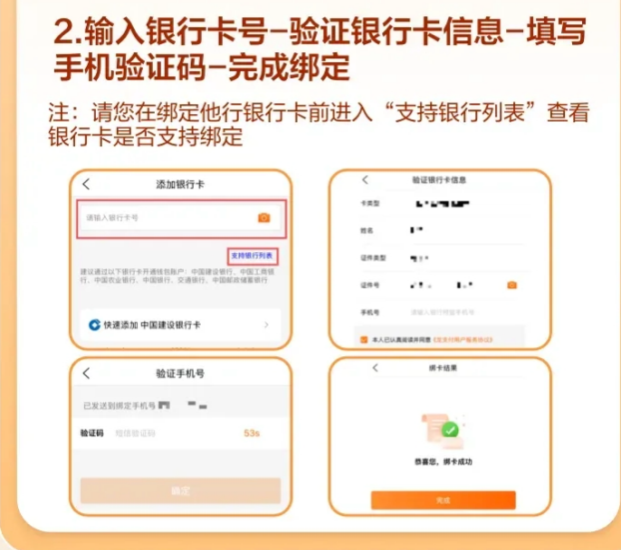 2.输入银行卡号-验证银行卡信息-填写
手机验证码-完成绑定
注：请您在绑定他行银行卡前进入“支持银行列表”查看
银行卡是否支持绑定
添加银行卡
请输入银行卡号
支持银行列表
建议通过以下银行卡开通钱包账户：中国建设银行、中国工商银
行、中国农业银行、中国银行、交通银行、中国邮政储蓄银行
快速添加 中国建设银行卡
验证银行卡信息
卡类型
姓名
证件类型
证件号
手机号
请输入银行预留手机号
本人已认真阅读并同意
验证手机号
已发送到绑定手机号
验证码
短信验证码
53s
确定
绑卡结果
恭喜您，绑卡成功
完成